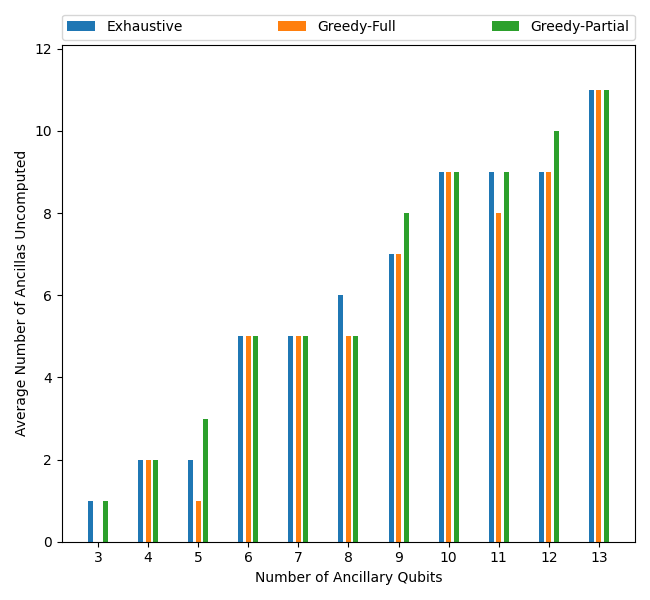 Exhaustive Greedy-Full Greedy-Partial
12
10
8
6
4
2
0
Average Number of Ancillas Uncomputed
3 4 5 6 7 8 9 10 11 12 13
Number of Ancillary Qubits